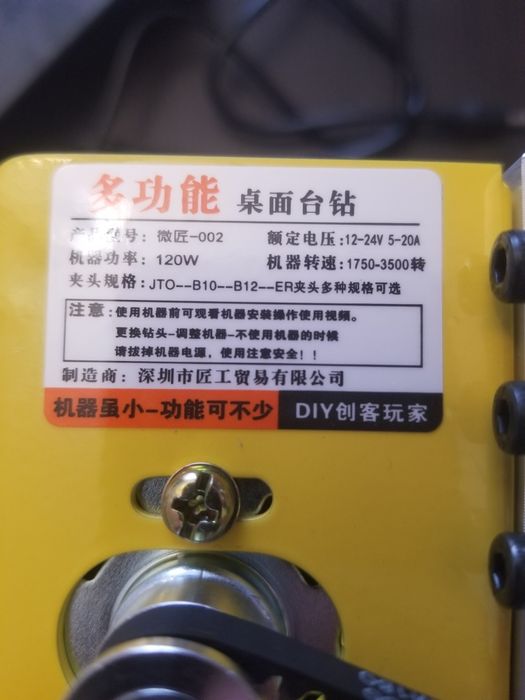 多功能 桌面台钻
产品型号：微匠-002 额定电压：12-24V 5-20A
机器功率：120W 机器转速：1750-3500转
夹头规格：JTO--B10--B12--ER夹头多种规格可选
注意：使用机器前可观看机器安装操作使用视频。
更换钻头-调整机器-不使用机器的时候
请拔掉机器电源，使用注意安全！！
制造商：深圳市匠工贸易有限公司
机器虽小-功能可不少 DIY创客玩家